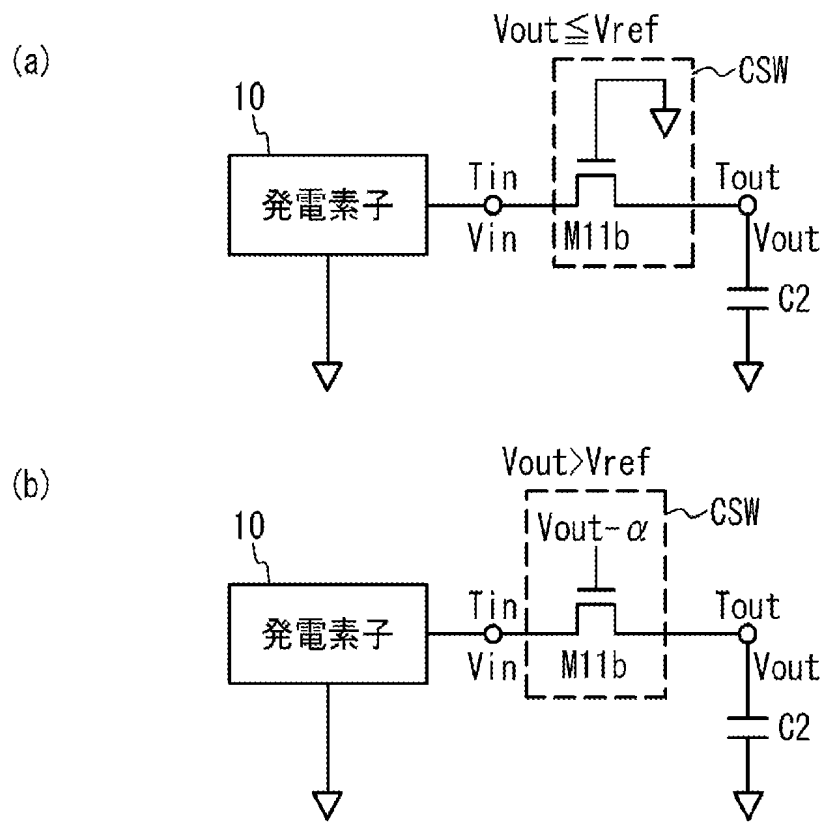 (a)
Vout≦Vref
CSW
10
発電素子
Tin
Vin
M11b
Tout
Vout
C2
(b)
Vout>Vref
CSW
Vout-α
10
発電素子
Tin
Vin
M11b
Tout
Vout
C2